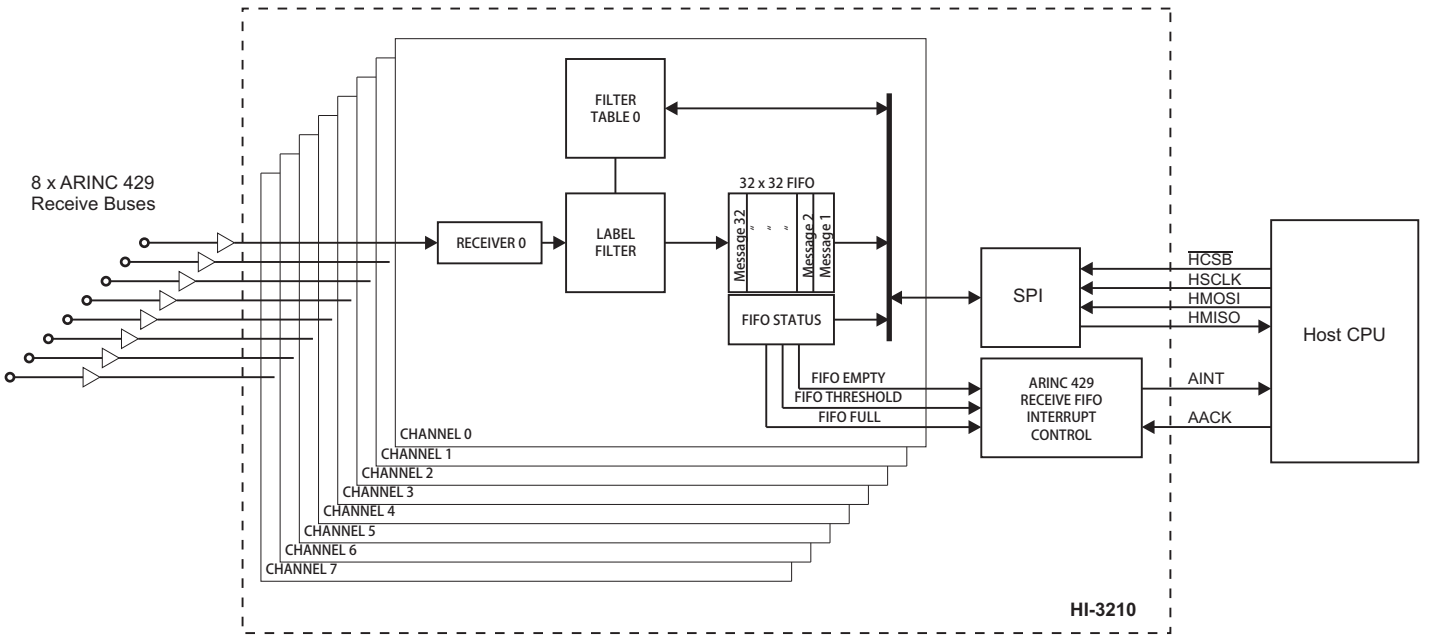 8 x ARINC 429
Receive Buses
FILTER
TABLE 0
RECEIVER 0
LABEL
FILTER
32 x 32 FIFO
Message 32
"
"
"
Message 2
Message 1
FIFO STATUS
FIFO EMPTY
FIFO THRESHOLD
FIFO FULL
SPI
ARINC 429
RECEIVE FIFO
INTERRUPT
CONTROL
HCSB
HSCLK
HMOSI
HMISO
AINT
AACK
Host CPU
CHANNEL 0
CHANNEL 1
CHANNEL 2
CHANNEL 3
CHANNEL 4
CHANNEL 5
CHANNEL 6
CHANNEL 7
HI-3210